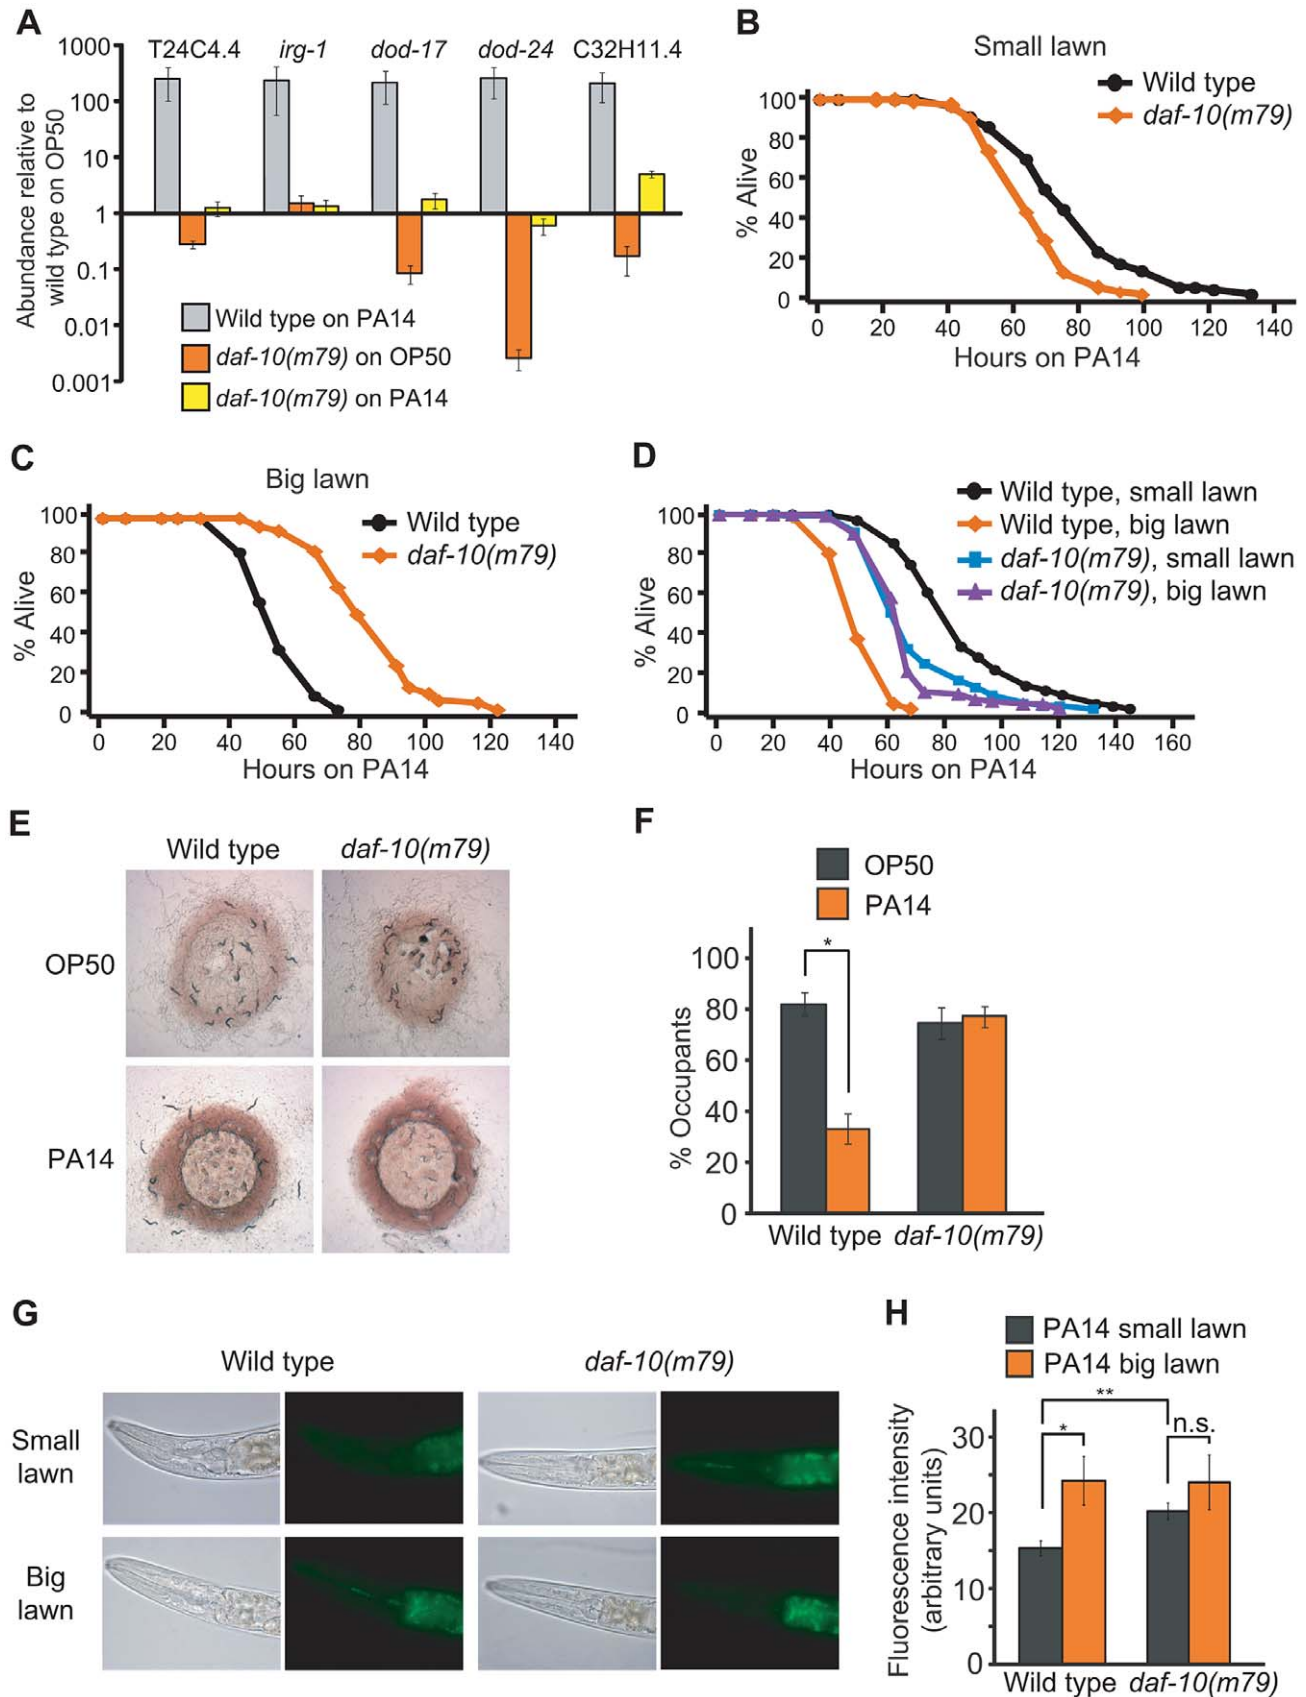 A
T24C4.4 irg-1 dod-17 dod-24 C32H11.4
Abundance relative to
wild type on OP50
1000
100
10
1
0.1
0.01
0.001
Wild type on PA14
daf-10(m79) on OP50
daf-10(m79) on PA14
B
Small lawn
Wild type
daf-10(m79)
% Alive
100
80
60
40
20
0
0 20 40 60 80 100 120 140
Hours on PA14
C
Big lawn
Wild type
daf-10(m79)
% Alive
100
80
60
40
20
0
0 20 40 60 80 100 120 140
Hours on PA14
D
Wild type, small lawn
Wild type, big lawn
daf-10(m79), small lawn
daf-10(m79), big lawn
% Alive
100
80
60
40
20
0
0 20 40 60 80 100 120 140 160
Hours on PA14
E
Wild type daf-10(m79)
OP50
PA14
F
OP50
PA14
% Occupants
100
80
60
40
20
0
*
Wild type daf-10(m79)
G
Wild type daf-10(m79)
Small
lawn
Big
lawn
H
PA14 small lawn
PA14 big lawn
Fluorescence intensity
(arbitrary units)
30
20
10
0
**
*
n.s.
Wild type daf-10(m79)